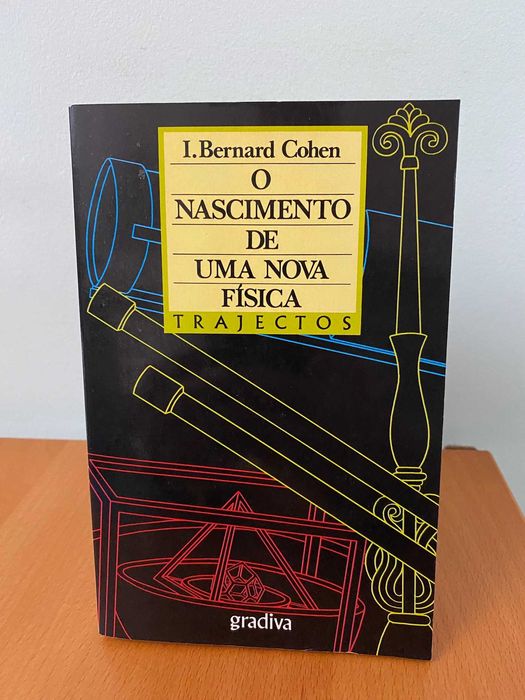 I. Bernard Cohen
O
NASCIMENTO
DE
UMA NOVA
FÍSICA
TRAJECTOS
gradiva